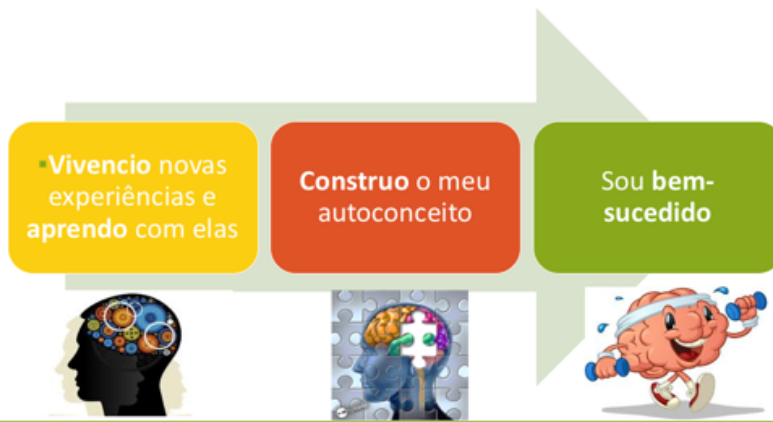 ▪Vivencio novas
experiências e
aprendo com elas
Construo o meu
autoconceito
Sou bem-
sucedido